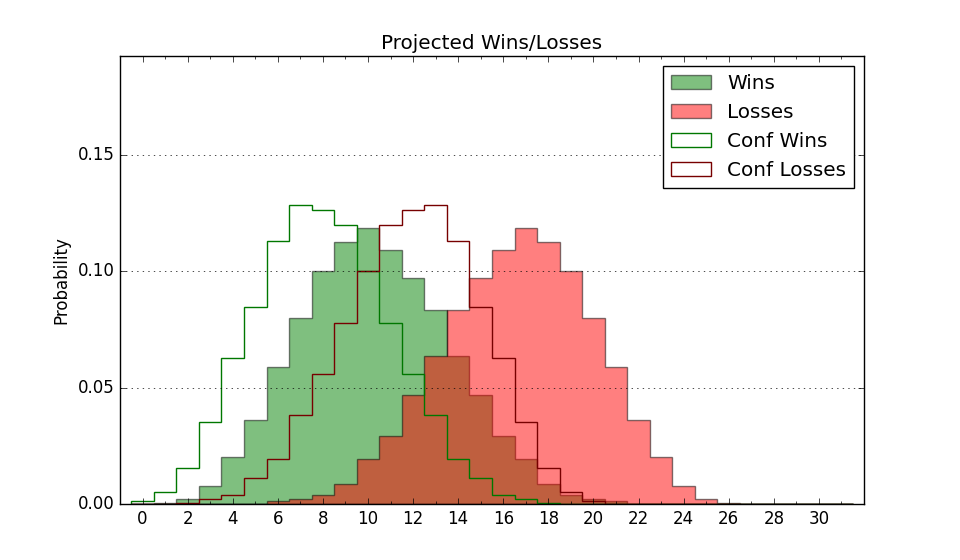 Projected Wins/Losses
Wins
Losses
Conf Wins
Conf Losses
Probability
0.15
0.10
0.05
0.00
0 2 4 6 8 10 12 14 16 18 20 22 24 26 28 30